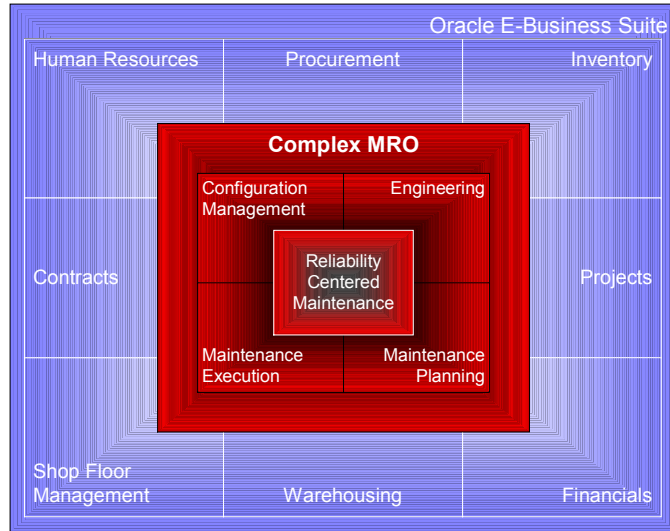 Oracle E-Business Suite
Human Resources
Procurement
Inventory
Complex MRO
Configuration
Management
Engineering
Reliability
Centered
Maintenance
Contracts
Projects
Maintenance
Execution
Maintenance
Planning
Shop Floor
Management
Warehousing
Financials